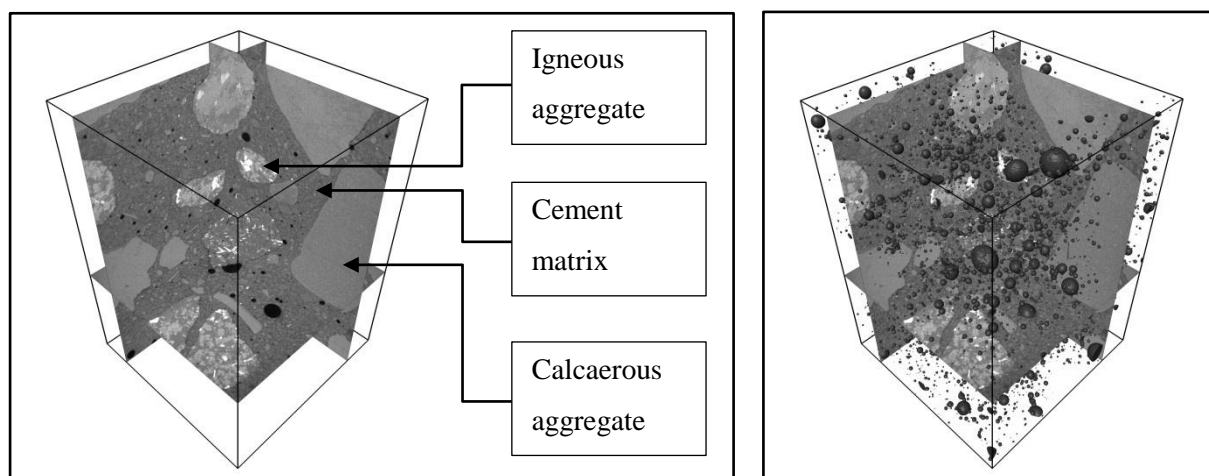 Igneous
aggregate
Cement
matrix
Calcaerous
aggregate